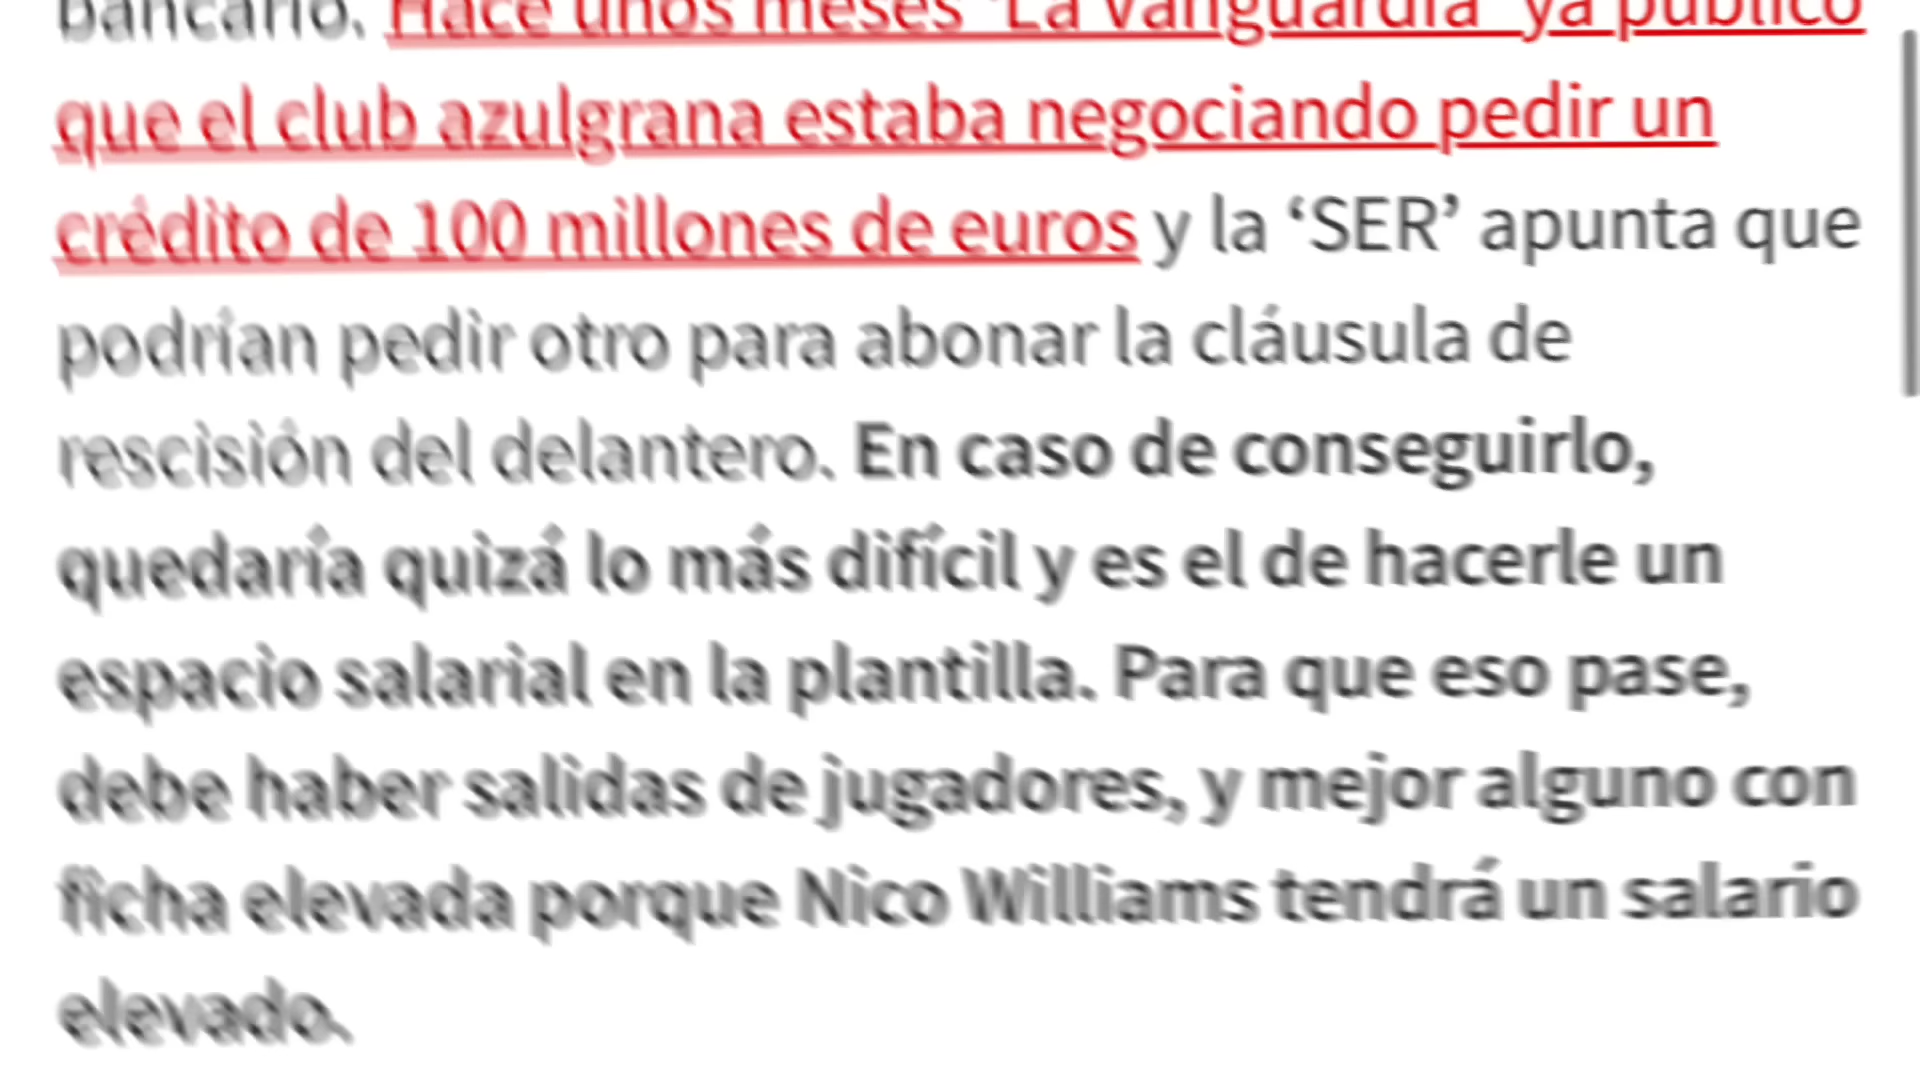 bancario. Hace unos meses 'La Vanguardia' ya publicó
que el club azulgrana estaba negociando pedir un
crédito de 100 millones de euros y la ‘SER’ apunta que
podrían pedir otro para abonar la cláusula de
rescisión del delantero. En caso de conseguirlo,
quedaría quizá lo más difícil y es el de hacerle un
espacio salarial en la plantilla. Para que eso pase,
debe haber salidas de jugadores, y mejor alguno con
ficha elevada porque Nico Williams tendrá un salario
elevado.